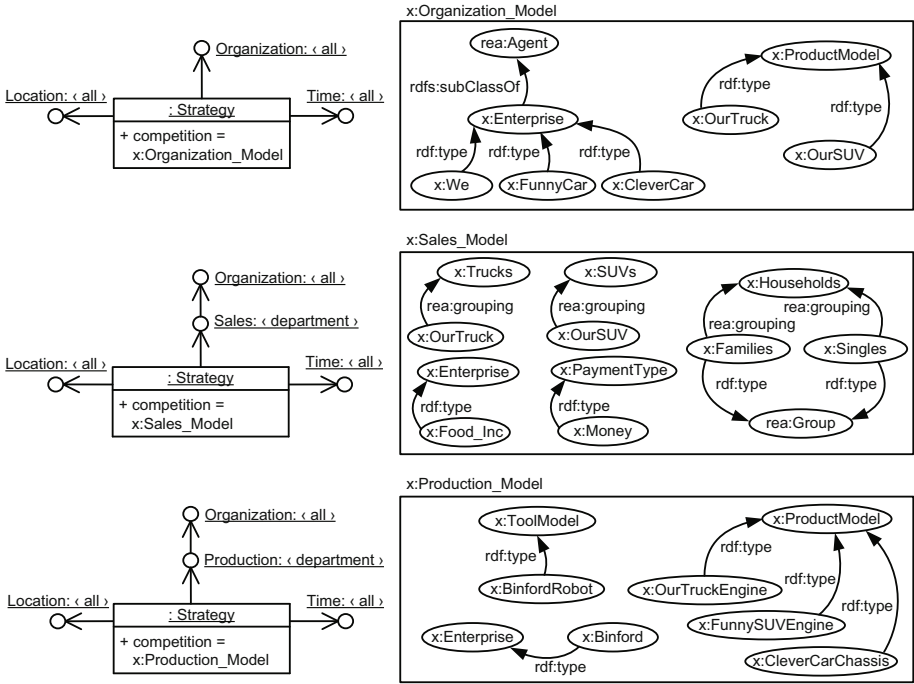 x:Organization_Model
Organization: ‹ all ›
Location: ‹ all ›
Time: ‹ all ›
: Strategy
+ competition =
x:Organization_Model
rea:Agent
rdfs:subClassOf
x:Enterprise
rdf:type
rdf:type
rdf:type
x:We
x:FunnyCar
x:CleverCar
x:ProductModel
rdf:type
rdf:type
x:OurTruck
x:OurSUV
x:Sales_Model
Organization: ‹ all ›
Sales: ‹ department ›
Location: ‹ all ›
Time: ‹ all ›
: Strategy
+ competition =
x:Sales_Model
x:Trucks
rea:grouping
x:OurTruck
x:SUVs
rea:grouping
x:OurSUV
x:Households
rea:grouping
rea:grouping
x:Families
x:Singles
rdf:type
rdf:type
rea:Group
x:Enterprise
rdf:type
x:Food_Inc
x:PaymentType
rdf:type
x:Money
x:Production_Model
Organization: ‹ all ›
Production: ‹ department ›
Location: ‹ all ›
Time: ‹ all ›
: Strategy
+ competition =
x:Production_Model
x:ToolModel
rdf:type
x:BinfordRobot
x:Enterprise
x:Binford
rdf:type
x:ProductModel
rdf:type
rdf:type
rdf:type
x:OurTruckEngine
x:FunnySUVEngine
x:CleverCarChassis